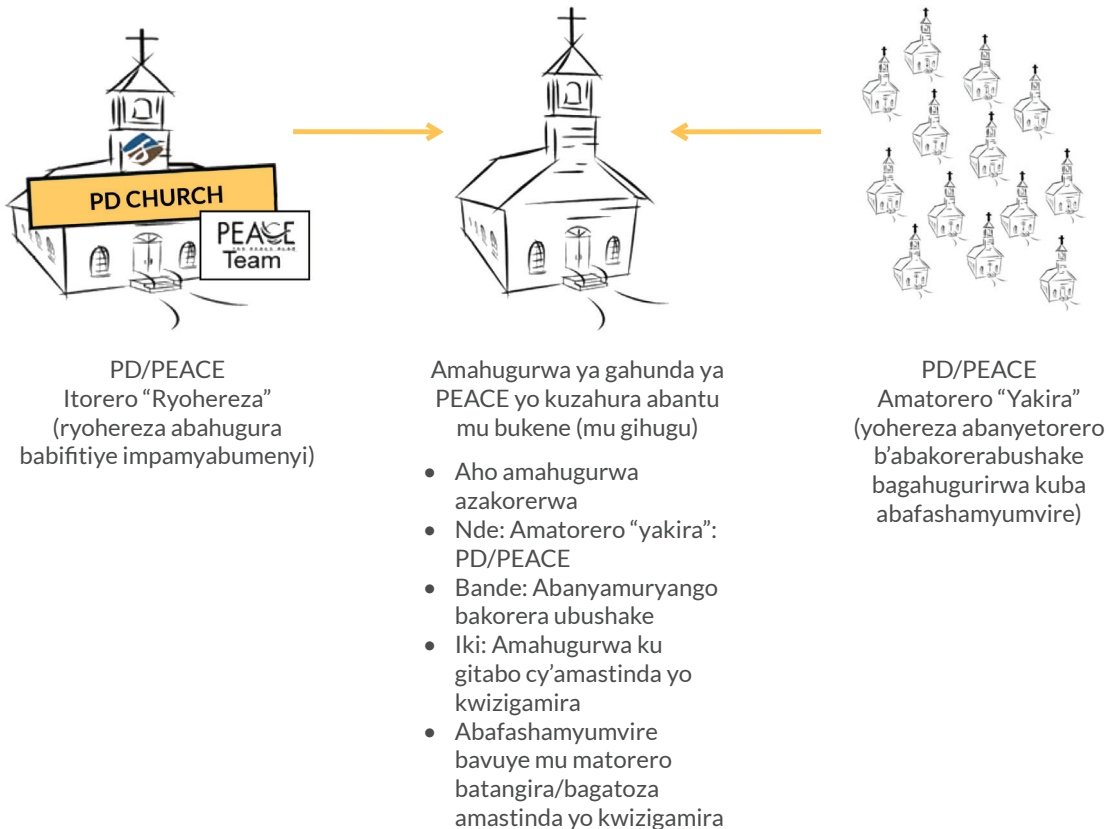 PD CHURCH
PEACE
THE PEACE PLAN
Team
PD/PEACE
Itorero “Ryohereza”
(ryohereza abahugura
babifitiye impamyabumenyi)
Amahugurwa ya gahunda ya
PEACE yo kuzahura abantu
mu bukene (mu gihugu)
• Aho amahugurwa
azakorerwa
• Nde: Amatorero “yakira”:
PD/PEACE
• Bande: Abanyamuryango
bakorera ubushake
• Iki: Amahugurwa ku
gitabo cy’amastinda yo
kwizigamira
• Abafashamyumvire
bavuye mu matorero
batangira/bagatoza
amastinda yo kwizigamira
PD/PEACE
Amatorero “Yakira”
(yohereza abanyetorero
b’abakorerabushake
bagahugurirwa kuba
abafashamyumvire)